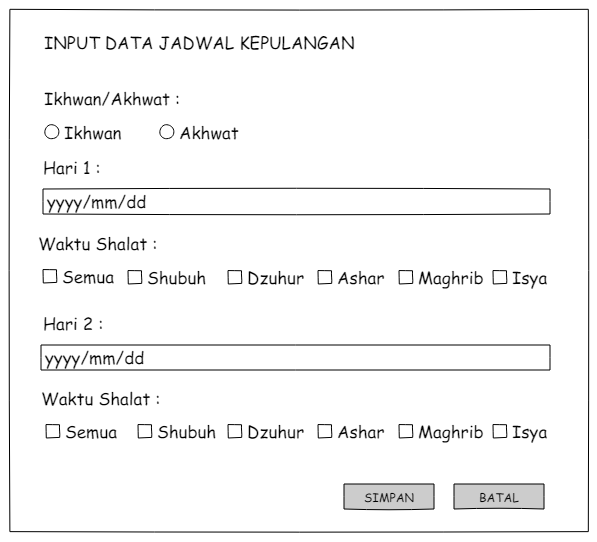 INPUT DATA JADWAL KEPULANGAN
Ikhwan/Akhwat :
Ikhwan Akhwat
Hari 1 :
yyyy/mm/dd
Waktu Shalat :
Semua Shubuh Dzuhur Ashar Maghrib Isya
Hari 2 :
yyyy/mm/dd
Waktu Shalat :
Semua Shubuh Dzuhur Ashar Maghrib Isya
SIMPAN BATAL